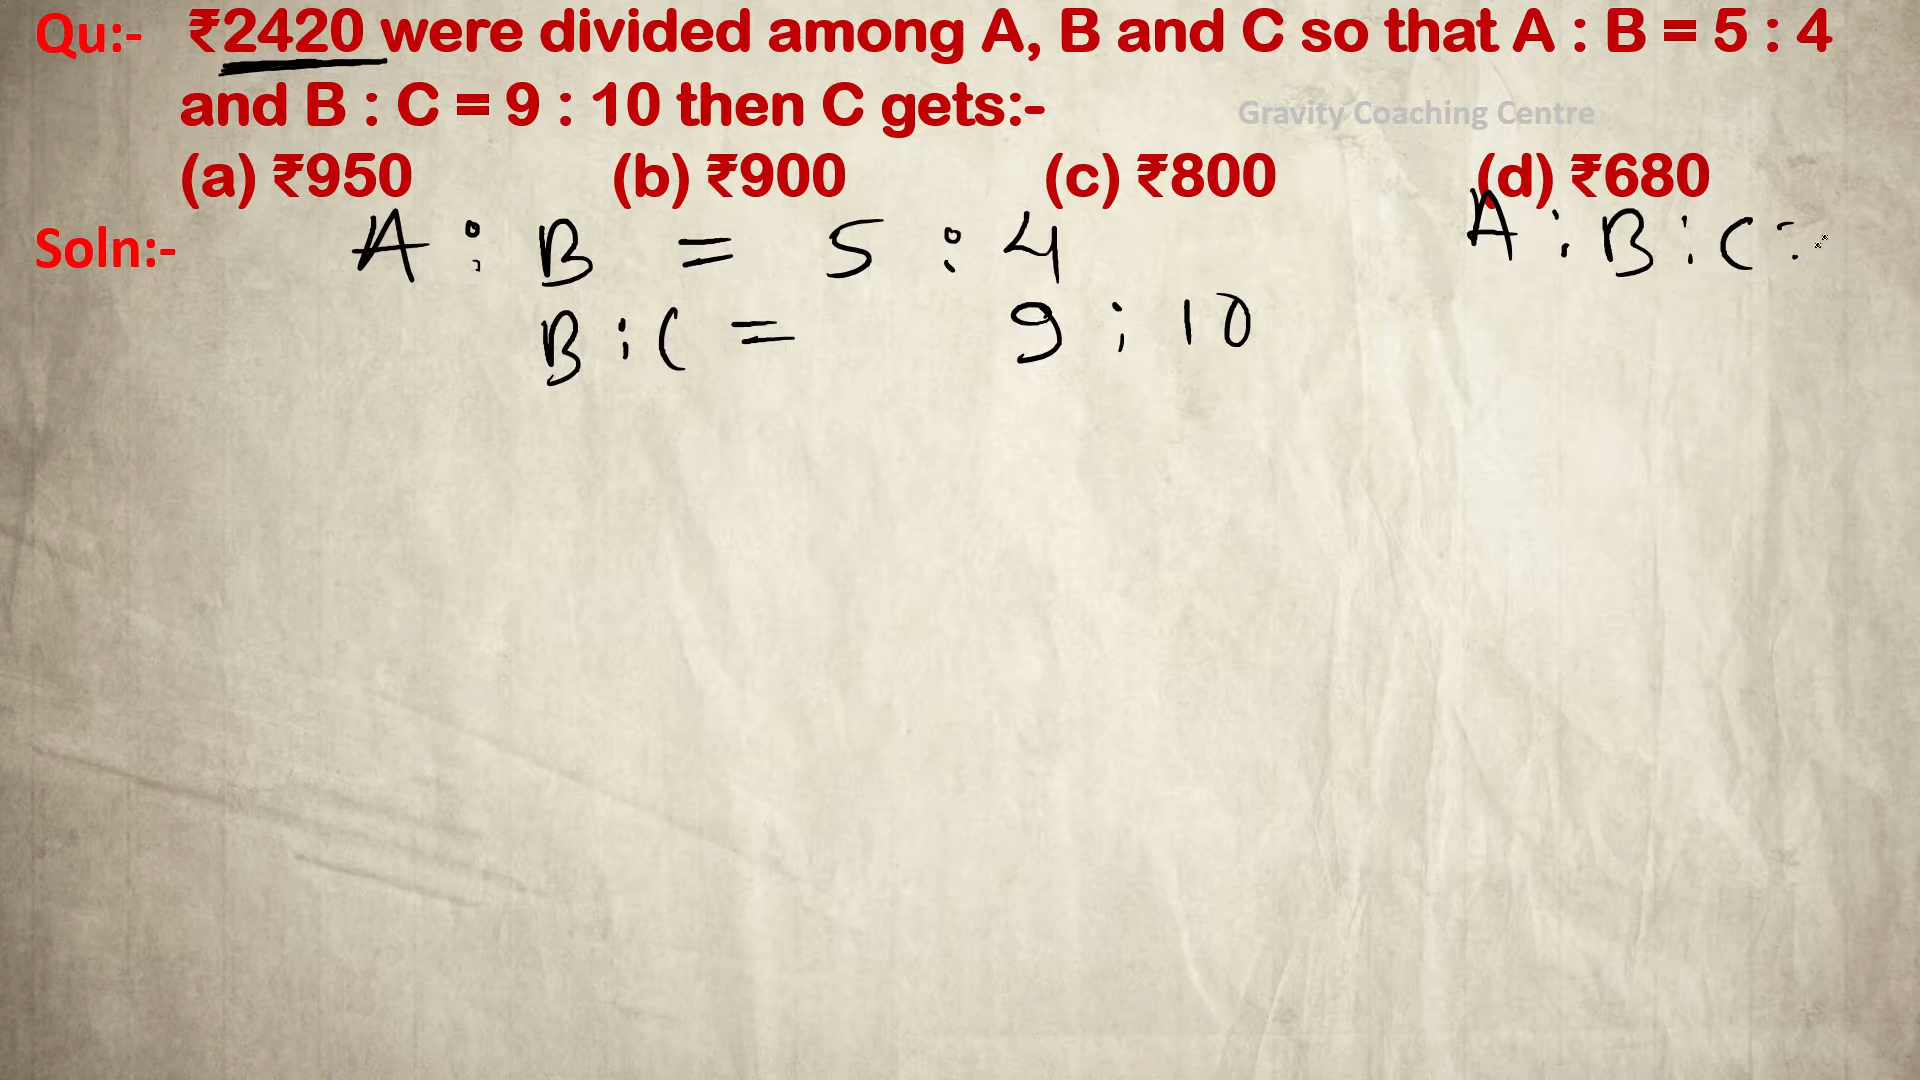 Qu:- ₹2420 were divided among A, B and C so that A : B = 5 : 4
and B : C = 9 : 10 then C gets:-
Gravity Coaching Centre
(a) ₹950 (b) ₹900 (c) ₹800 (d) ₹680
Soln:- A : B = 5 : 4 A : B : C =
B : C = 9 : 10